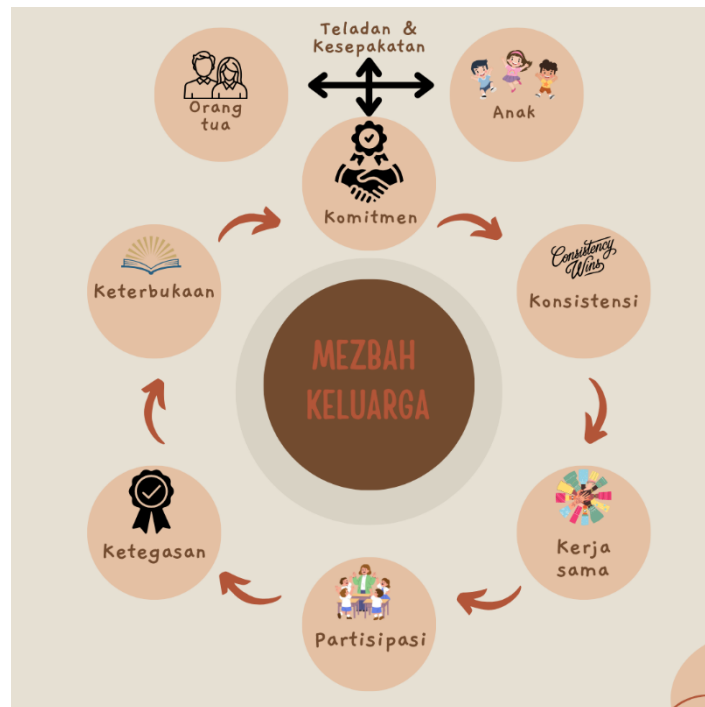 Teladan &
Kesepakatan
Orang
tua
Anak
Komitmen
Keterbukaan
Consistency
Wins
Konsistensi
MEZBAH
KELUARGA
Ketegasan
Kerja
sama
Partisipasi